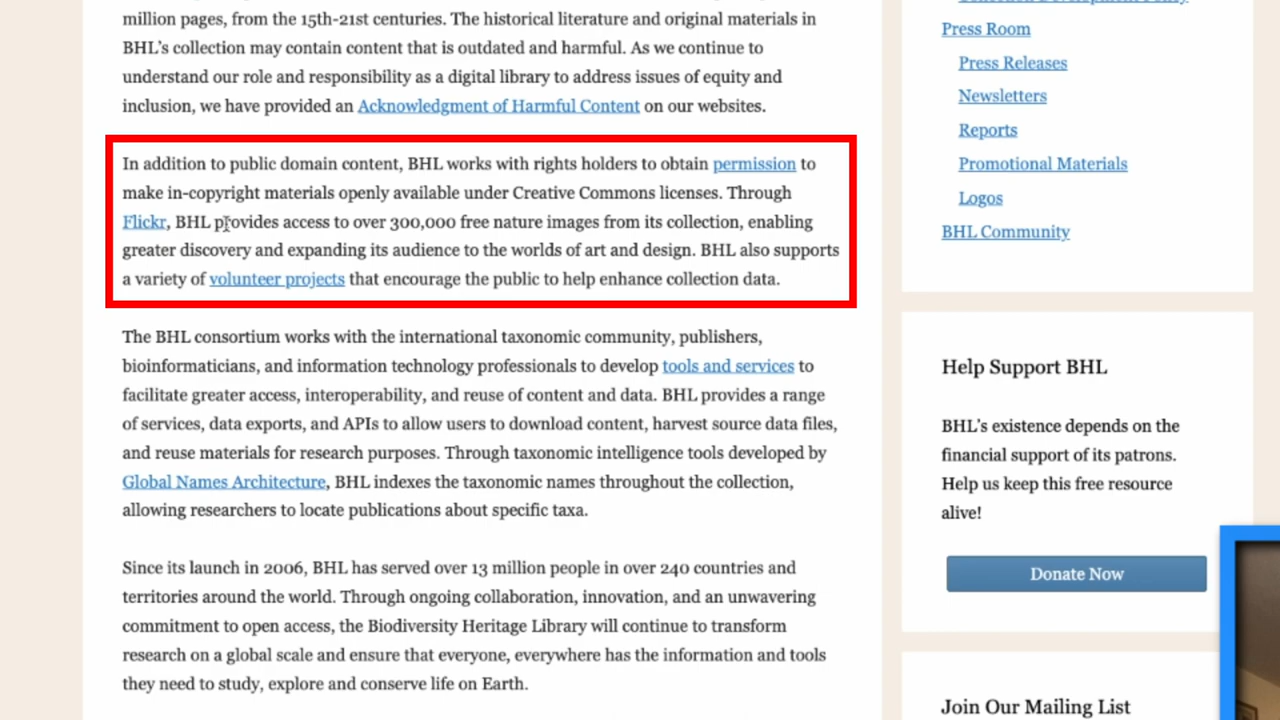 million pages, from the 15th-21st centuries. The historical literature and original materials in
BHL's collection may contain content that is outdated and harmful. As we continue to
understand our role and responsibility as a digital library to address issues of equity and
inclusion, we have provided an Acknowledgment of Harmful Content on our websites.
In addition to public domain content, BHL works with rights holders to obtain permission to
make in-copyright materials openly available under Creative Commons licenses. Through
Flickr, BHL provides access to over 300,000 free nature images from its collection, enabling
greater discovery and expanding its audience to the worlds of art and design. BHL also supports
a variety of volunteer projects that encourage the public to help enhance collection data.
The BHL consortium works with the international taxonomic community, publishers,
bioinformaticians, and information technology professionals to develop tools and services to
facilitate greater access, interoperability, and reuse of content and data. BHL provides a range
of services, data exports, and APIs to allow users to download content, harvest source data files,
and reuse materials for research purposes. Through taxonomic intelligence tools developed by
Global Names Architecture, BHL indexes the taxonomic names throughout the collection,
allowing researchers to locate publications about specific taxa.
Since its launch in 2006, BHL has served over 13 million people in over 240 countries and
territories around the world. Through ongoing collaboration, innovation, and an unwavering
commitment to open access, the Biodiversity Heritage Library will continue to transform
research on a global scale and ensure that everyone, everywhere has the information and tools
they need to study, explore and conserve life on Earth.
Press Room
Press Releases
Newsletters
Reports
Promotional Materials
Logos
BHL Community
Help Support BHL
BHL's existence depends on the
financial support of its patrons.
Help us keep this free resource
alive!
Donate Now
Join Our Mailing List